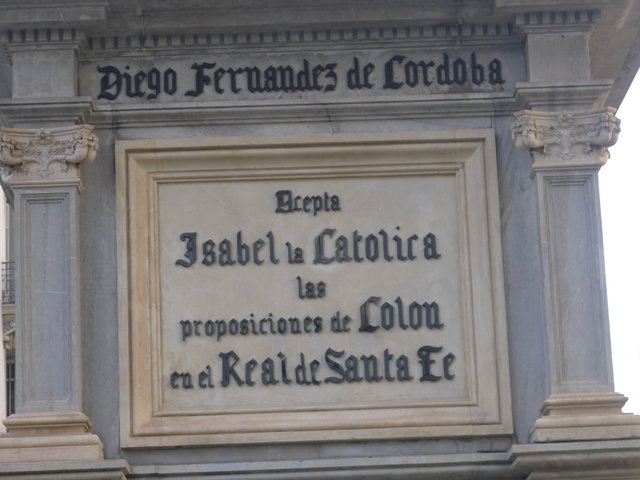 Diego Fernandez de Cordoba
Acepta
Isabel la Catolica
las
proposiciones de Colon
en el Real de Santa Fe